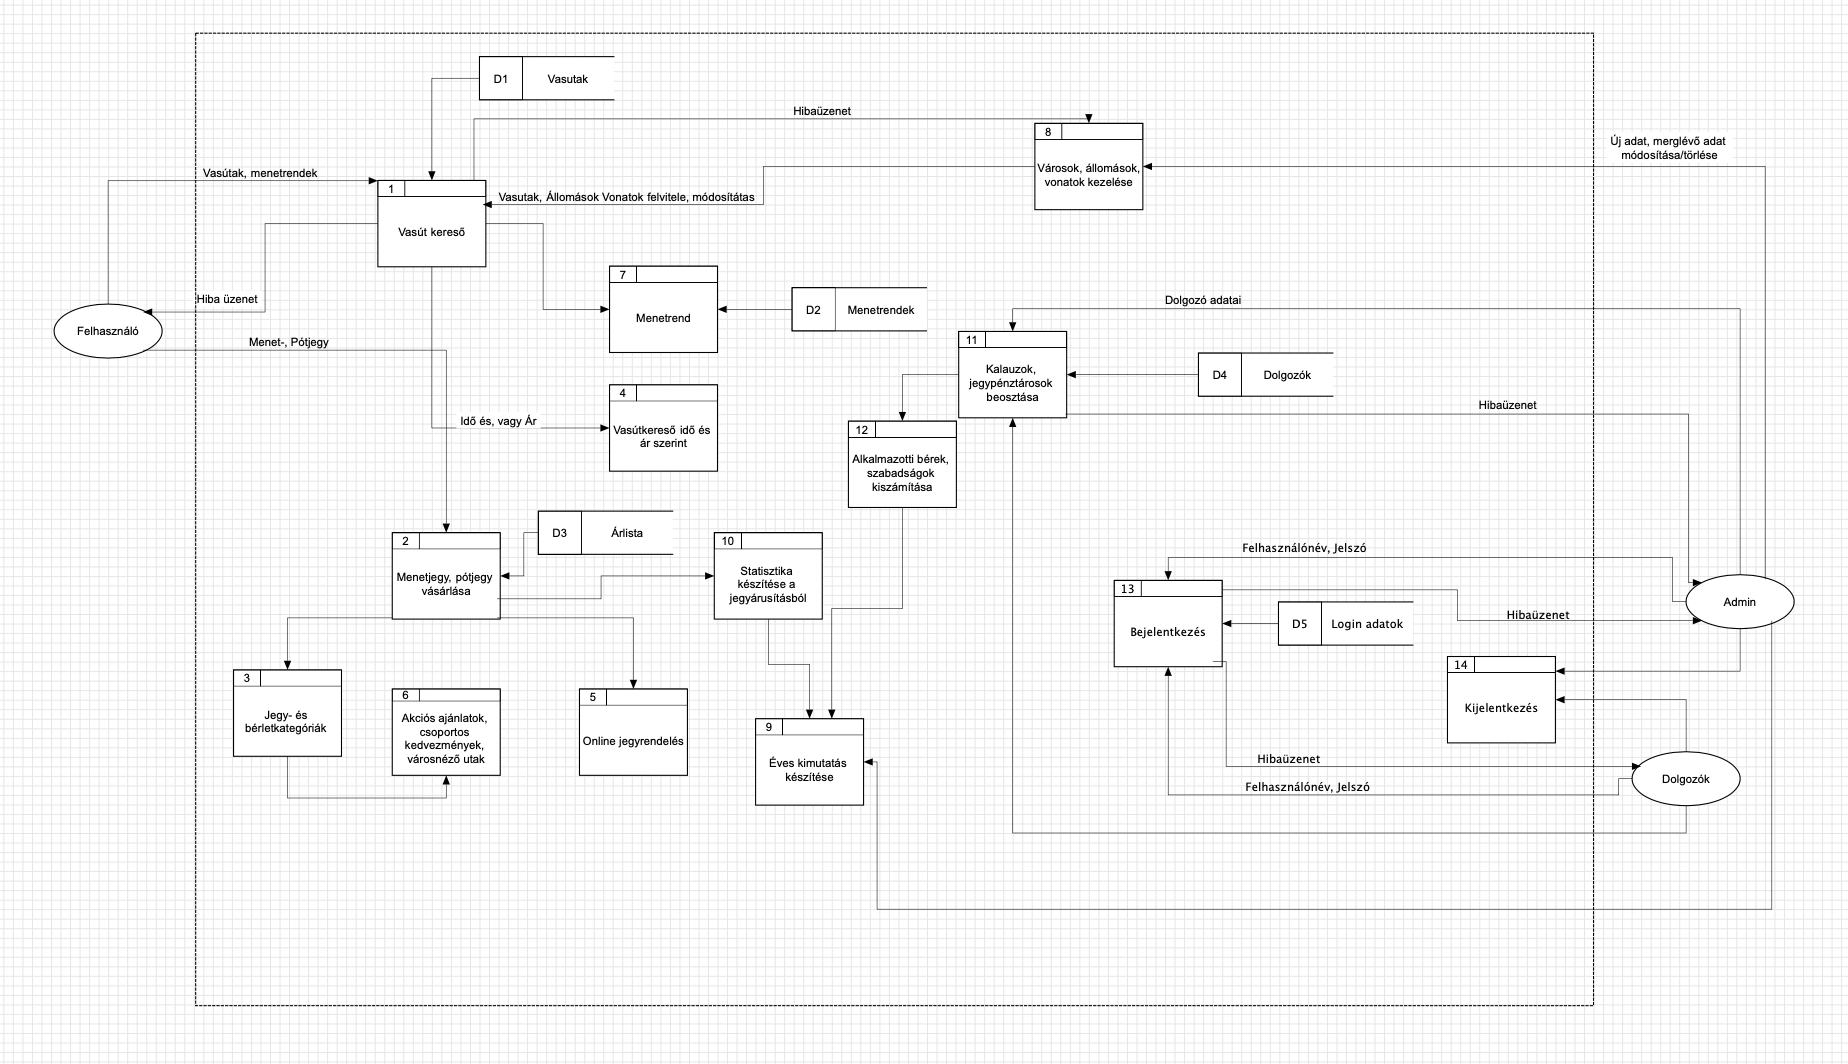 D1
Vasutak
Hibaüzenet
8
Városok, állomások,
vonatok kezelése
Új adat, merglévő adat
módosítása/törlése
Vasútak, menetrendek
1
Vasút kereső
Vasutak, Állomások Vonatok felvitele, módosítátas
7
Menetrend
D2
Menetrendek
Hiba üzenet
Felhasználó
Menet-, Pótjegy
Dolgozó adatai
11
Kalauzok,
jegypénztárosok
beosztása
D4
Dolgozók
Hibaüzenet
4
Vasútkereső idő és
ár szerint
Idő és, vagy Ár
12
Alkalmazotti bérek,
szabadságok
kiszámítása
D3
Árlista
2
Menetjegy, pótjegy
vásárlása
10
Statisztika
készítése a
jegyárusításból
Felhasználónév, Jelszó
13
Bejelentkezés
D5
Login adatok
Hibaüzenet
Admin
14
Kijelentkezés
3
Jegy- és
bérletkategóriák
6
Akciós ajánlatok,
csoportos
kedvezmények,
városnéző utak
5
Online jegyrendelés
9
Éves kimutatás
készítése
Hibaüzenet
Dolgozók
Felhasználónév, Jelszó